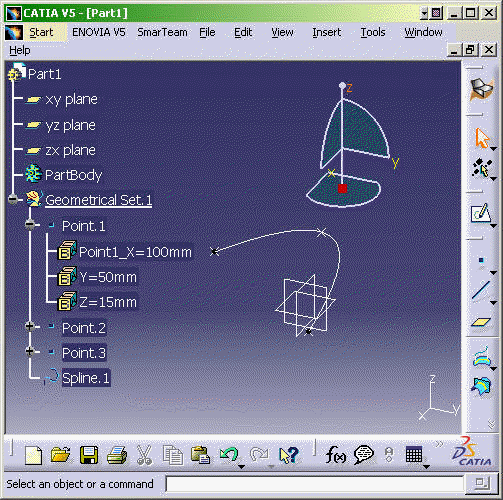 CATIA V5 - [Part1]
Start ENOVIA V5 SmarTeam File Edit View Insert Tools Window
Help
Part1
xy plane
yz plane
zx plane
PartBody
Geometrical Set.1
Point.1
Point1_X=100mm
Y=50mm
Z=15mm
Point.2
Point.3
Spline.1
z
y
x
z
x y
f(x)
DS CATIA
Select an object or a command